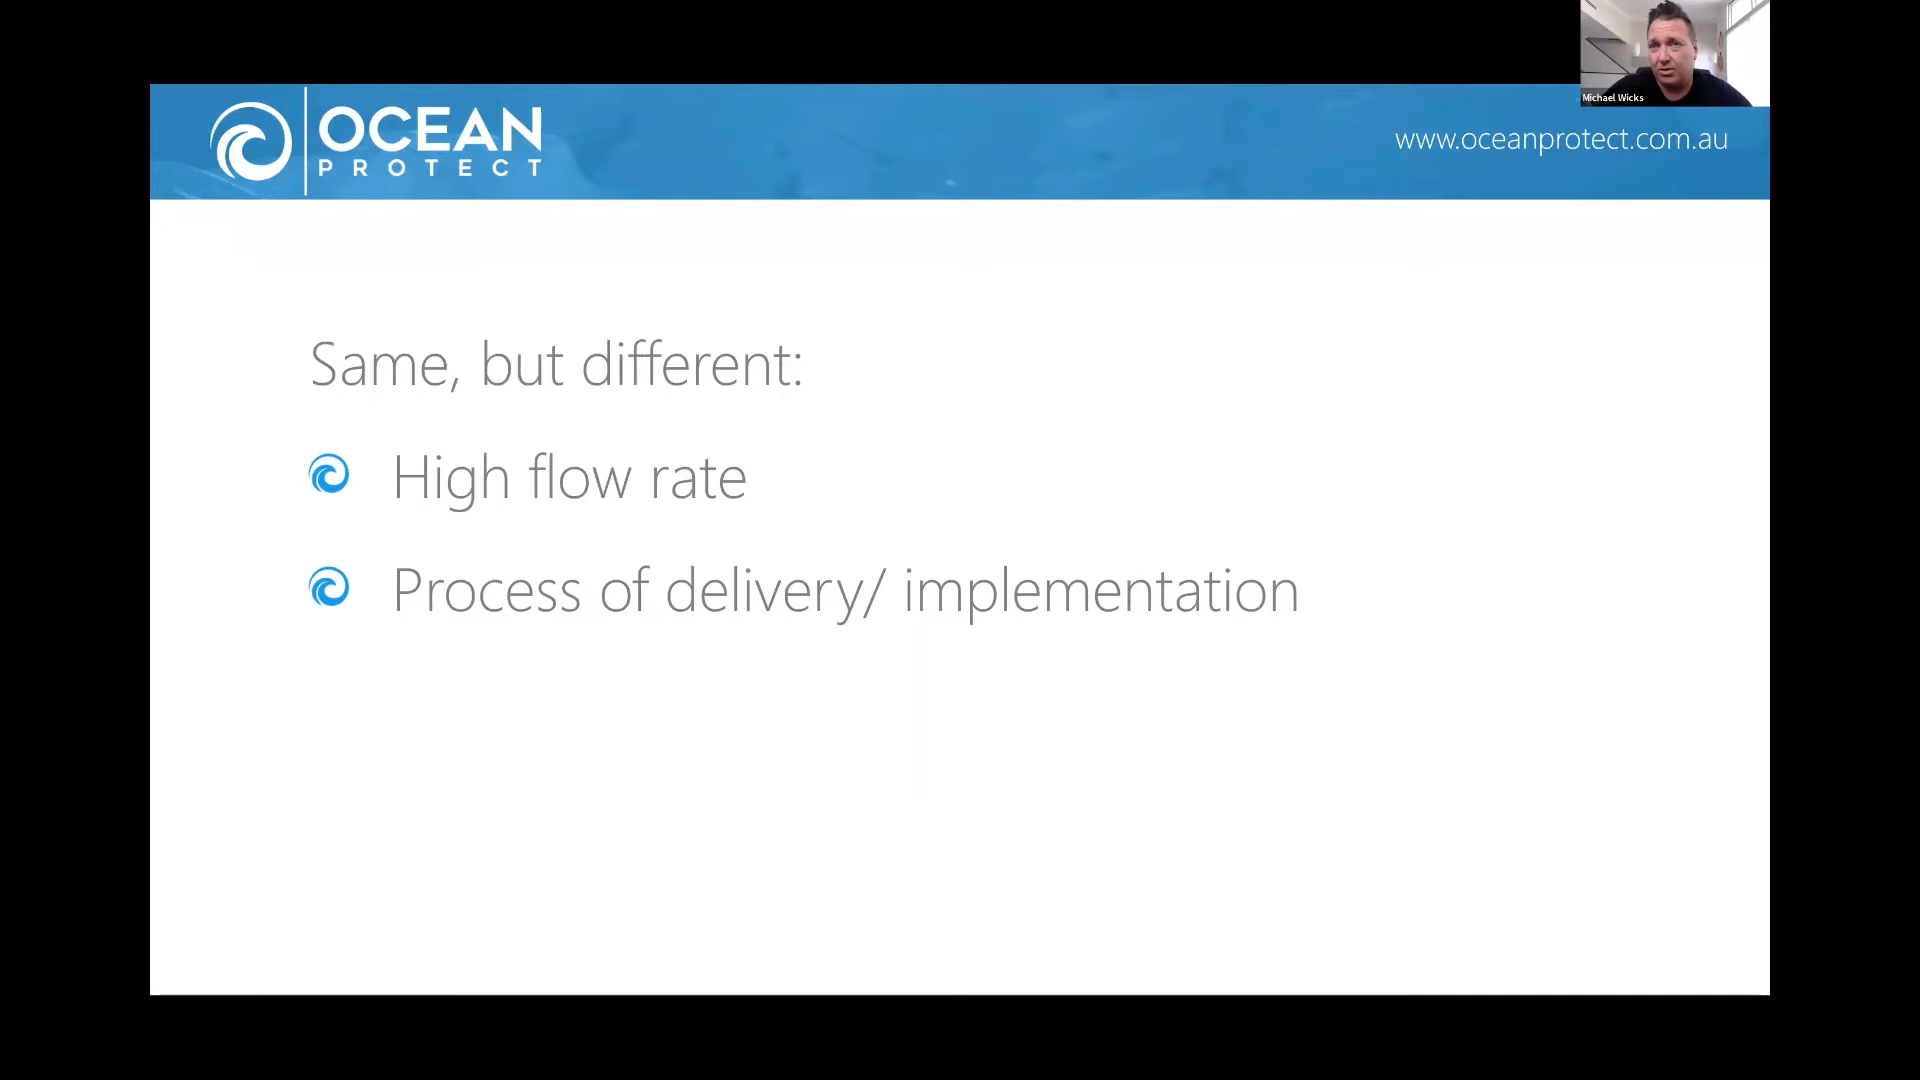 Michael Wicks
OCEAN
PROTECT
www.oceanprotect.com.au
Same, but different:
High flow rate
Process of delivery/ implementation